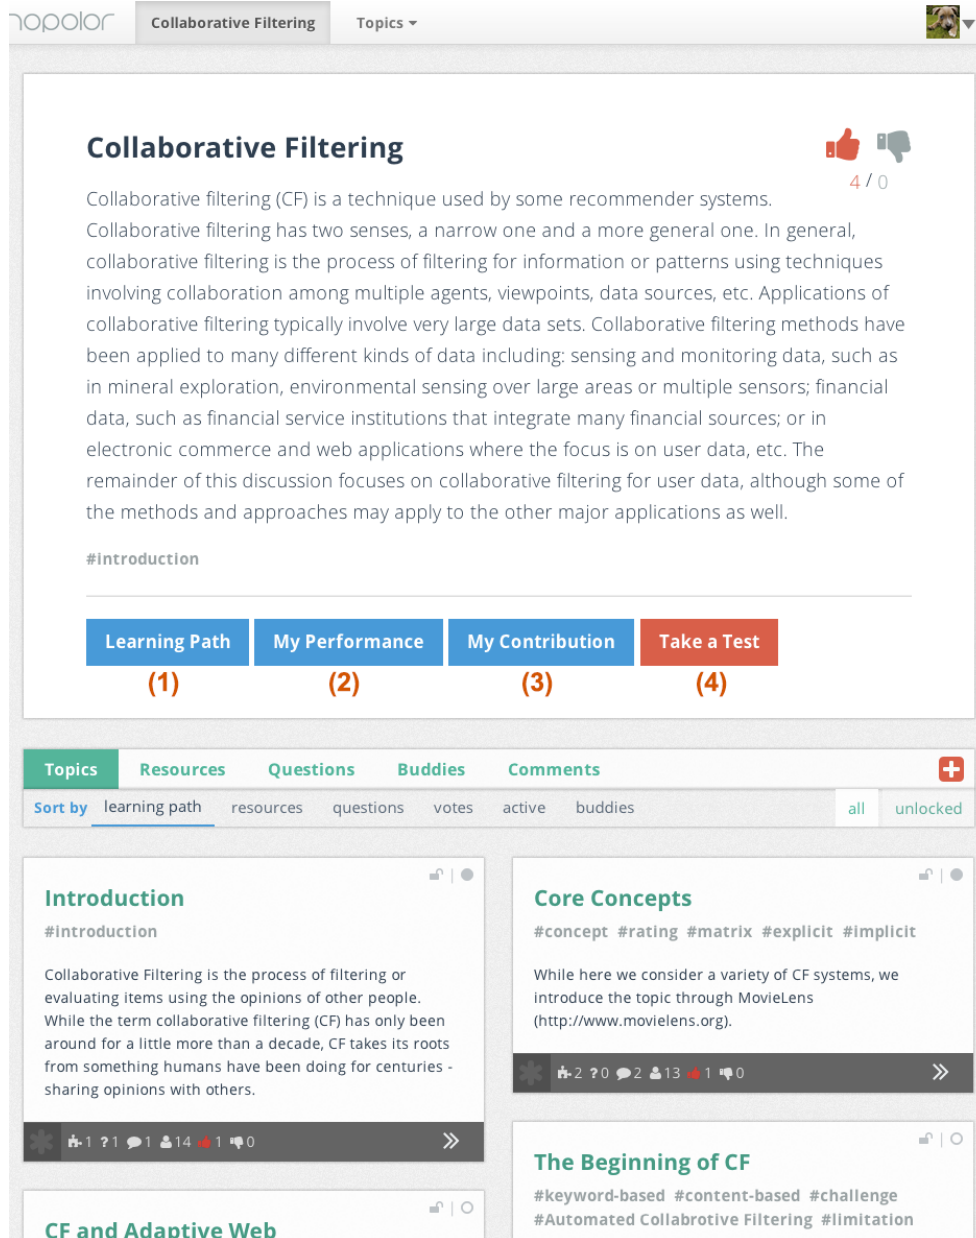 nopolor Collaborative Filtering Topics
Collaborative Filtering
4 / 0
Collaborative filtering (CF) is a technique used by some recommender systems.
Collaborative filtering has two senses, a narrow one and a more general one. In general,
collaborative filtering is the process of filtering for information or patterns using techniques
involving collaboration among multiple agents, viewpoints, data sources, etc. Applications of
collaborative filtering typically involve very large data sets. Collaborative filtering methods have
been applied to many different kinds of data including: sensing and monitoring data, such as
in mineral exploration, environmental sensing over large areas or multiple sensors; financial
data, such as financial service institutions that integrate many financial sources; or in
electronic commerce and web applications where the focus is on user data, etc. The
remainder of this discussion focuses on collaborative filtering for user data, although some of
the methods and approaches may apply to the other major applications as well.
#introduction
Learning Path My Performance My Contribution Take a Test
(1) (2) (3) (4)
Topics Resources Questions Buddies Comments
Sort by learning path resources questions votes active buddies all unlocked
Introduction
#introduction
Collaborative Filtering is the process of filtering or
evaluating items using the opinions of other people.
While the term collaborative filtering (CF) has only been
around for a little more than a decade, CF takes its roots
from something humans have been doing for centuries -
sharing opinions with others.
1 ?1 1 14 1 0
CF and Adaptive Web
Core Concepts
#concept #rating #matrix #explicit #implicit
While here we consider a variety of CF systems, we
introduce the topic through MovieLens
(http://www.movielens.org).
2 ?0 2 13 1 0
The Beginning of CF
#keyword-based #content-based #challenge
#Automated Collabrotive Filtering #limitation